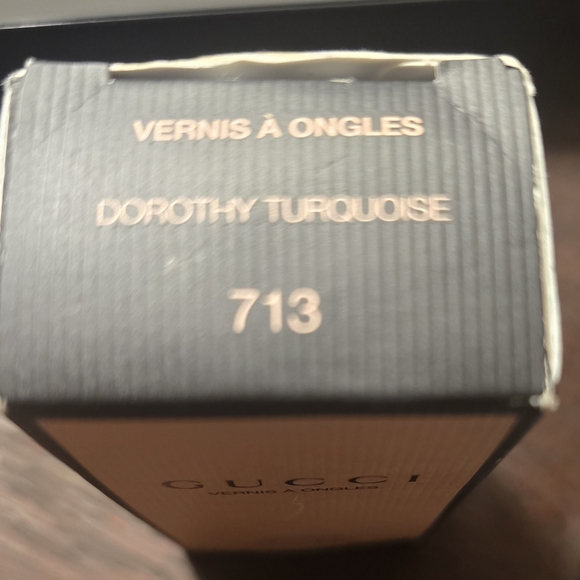 VERNIS À ONGLES
DOROTHY TURQUOISE
713
GUCCI
VERNIS À ONGLES